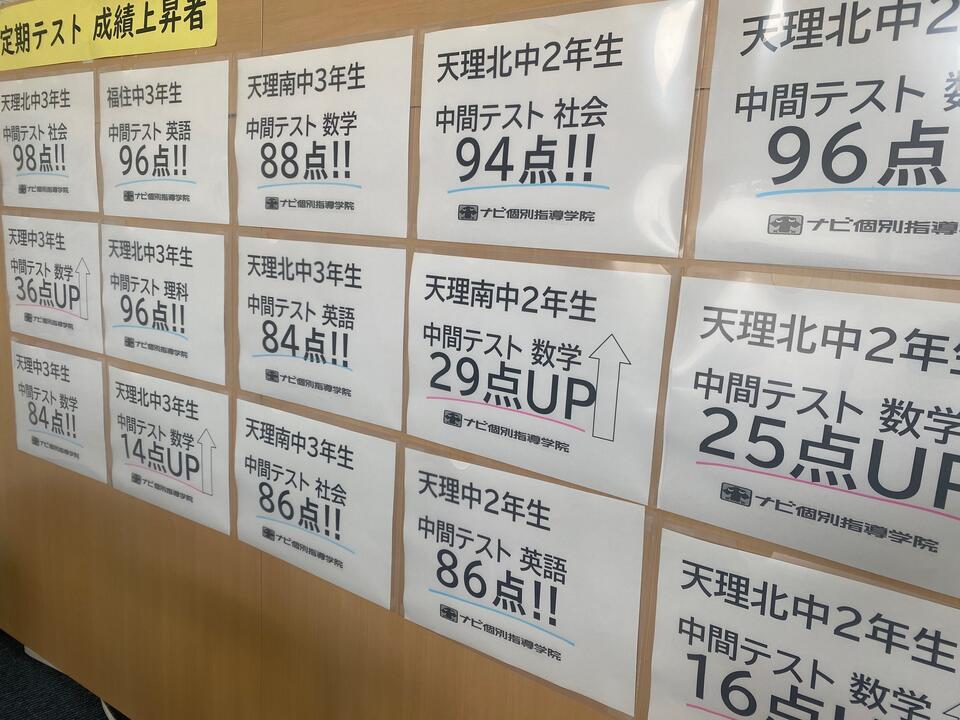 定期テスト 成績上昇者
天理北中3年生
中間テスト 社会
98点!!
ナビ個別指導学院
福住中3年生
中間テスト 英語
96点!!
ナビ個別指導学院
天理南中3年生
中間テスト 数学
88点!!
ナビ個別指導学院
天理北中2年生
中間テスト 社会
94点!!
ナビ個別指導学院
天理北中2
中間テスト
96点
ナビ個別指導
天理中3年生
中間テスト 数学
36点UP
ナビ個別指導学院
天理北中3年生
中間テスト 理科
96点!!
ナビ個別指導学院
天理北中3年生
中間テスト 英語
84点!!
ナビ個別指導学院
天理南中2年生
中間テスト 数学
29点UP
ナビ個別指導学院
天理北中2年生
中間テスト 数学
25点UP
ナビ個別指導学院
天理中3年生
中間テスト 数学
84点!!
ナビ個別指導学院
天理北中3年生
中間テスト 数学
14点UP
ナビ個別指導学院
天理南中3年生
中間テスト 社会
86点!!
ナビ個別指導学院
天理中2年生
中間テスト 英語
86点!!
ナビ個別指導学院
天理北中2年生
中間テスト 数学
16点